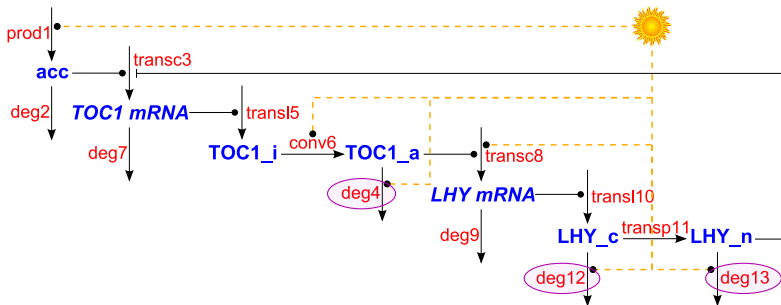 prod1
transc3
acc
deg2
TOC1 mRNA
transl5
deg7
TOC1_i
conv6
TOC1_a
transc8
deg4
LHY mRNA
transl10
deg9
LHY_c
transp11
LHY_n
deg12
deg13